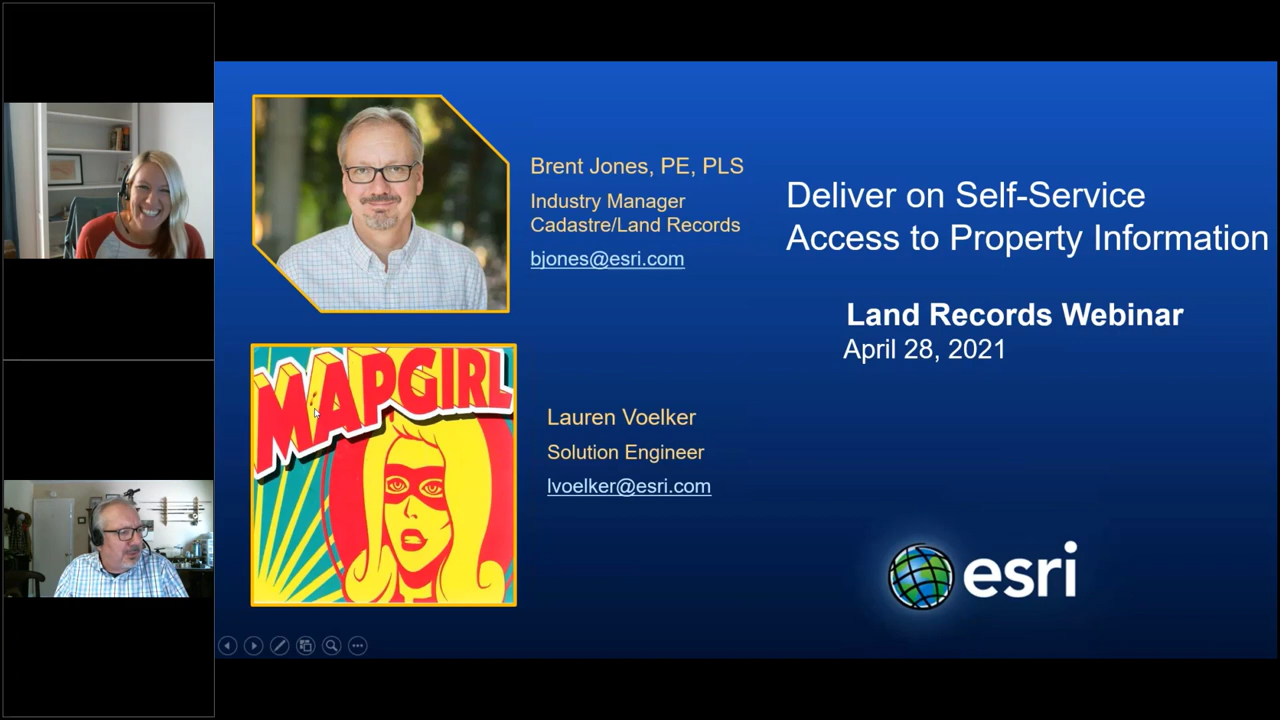 Brent Jones, PE, PLS
Industry Manager
Cadastre/Land Records
bjones@esri.com
Deliver on Self-Service
Access to Property Information
Land Records Webinar
April 28, 2021
MAPGIRL
Lauren Voelker
Solution Engineer
lvoelker@esri.com
esri